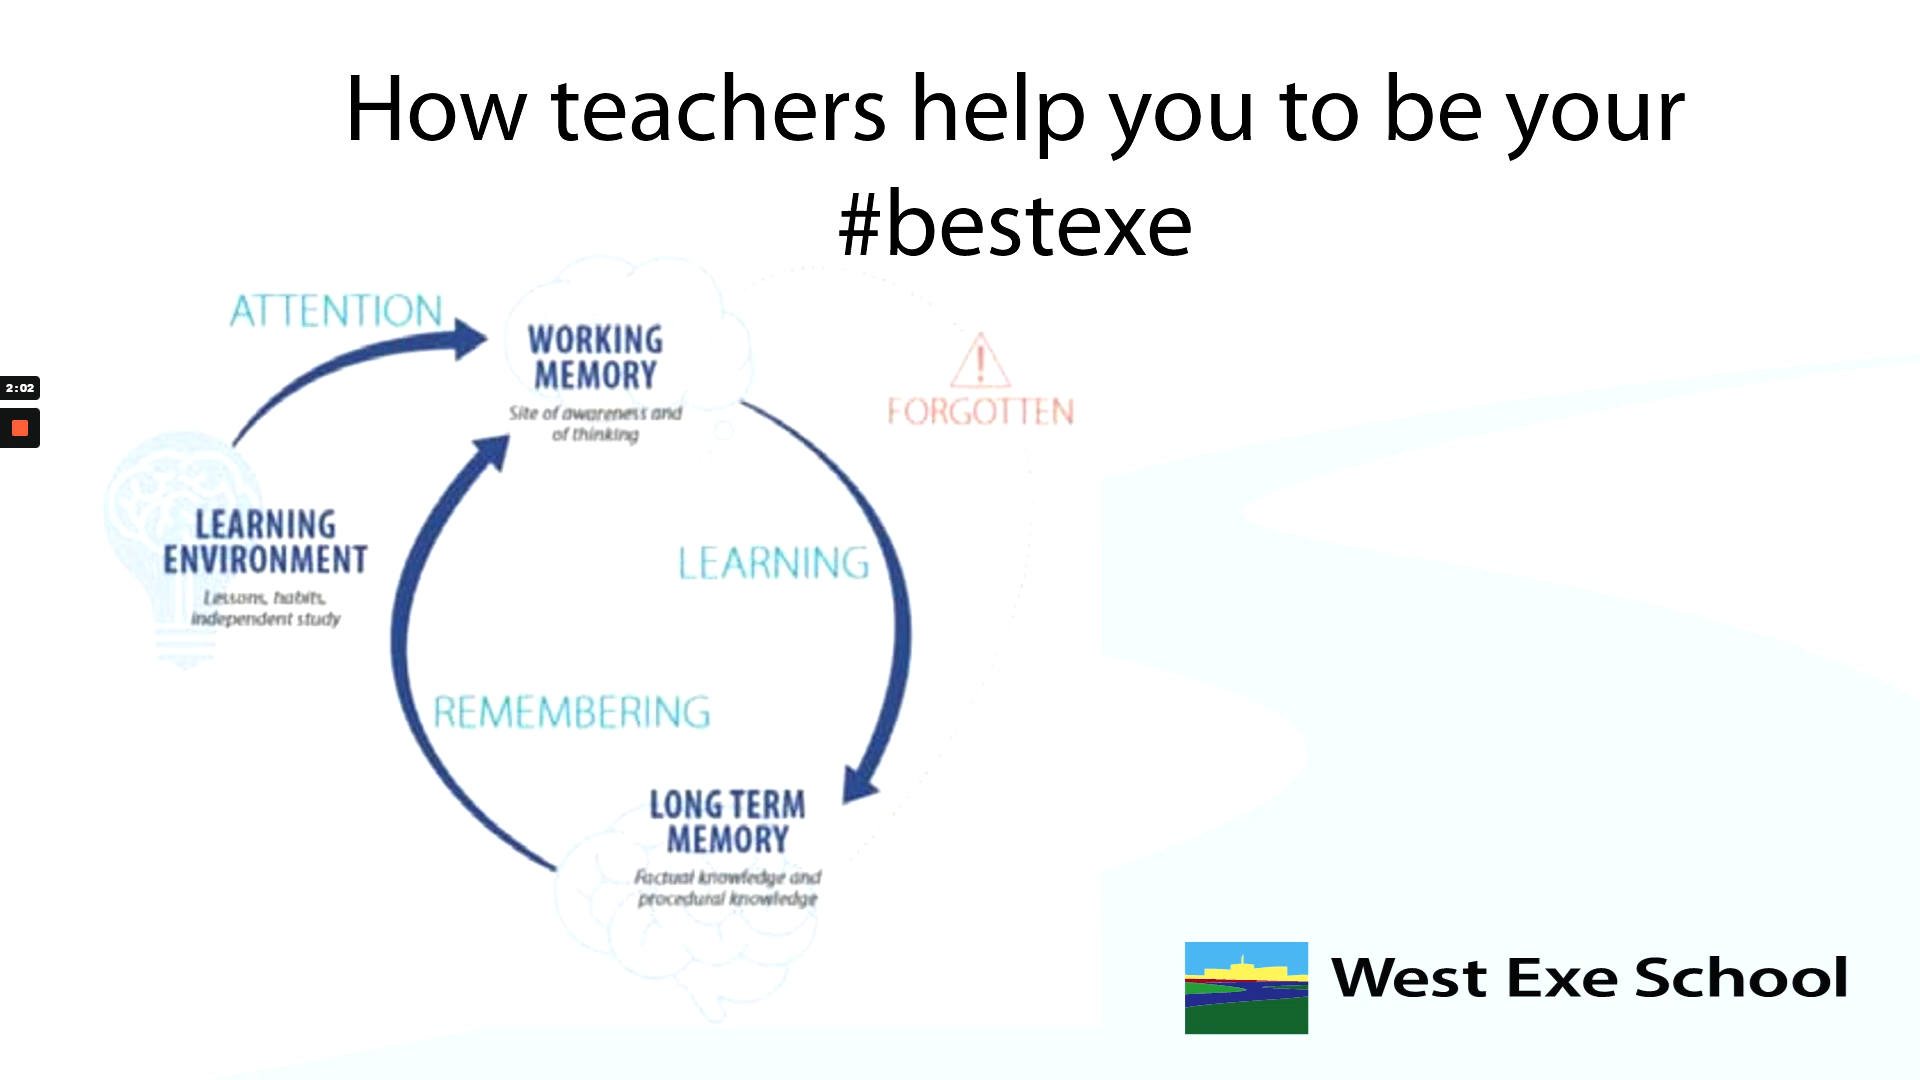 How teachers help you to be your
#bestexe
ATTENTION
WORKING
MEMORY
Site of awareness and
of thinking
FORGOTTEN
2:02
LEARNING
ENVIRONMENT
Lessons, habits,
independent study
LEARNING
REMEMBERING
LONG TERM
MEMORY
Factual knowledge and
procedural knowledge
West Exe School